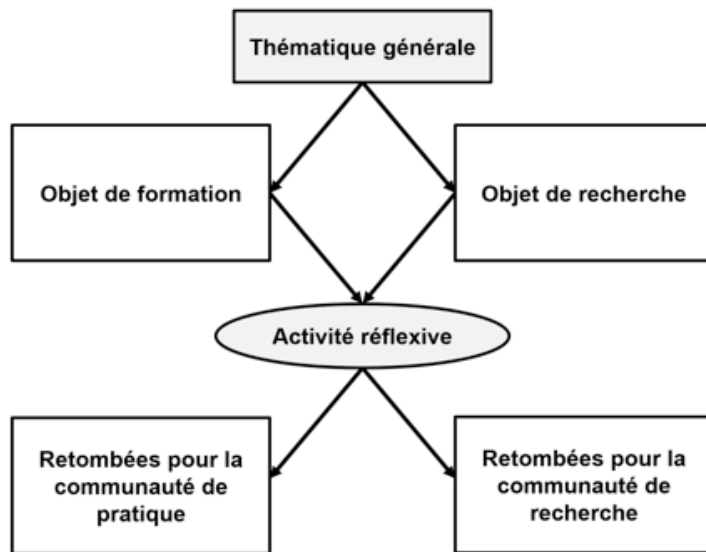 Thématique générale
Objet de formation
Objet de recherche
Activité réflexive
Retombées pour la
communauté de
pratique
Retombées pour la
communauté de
recherche